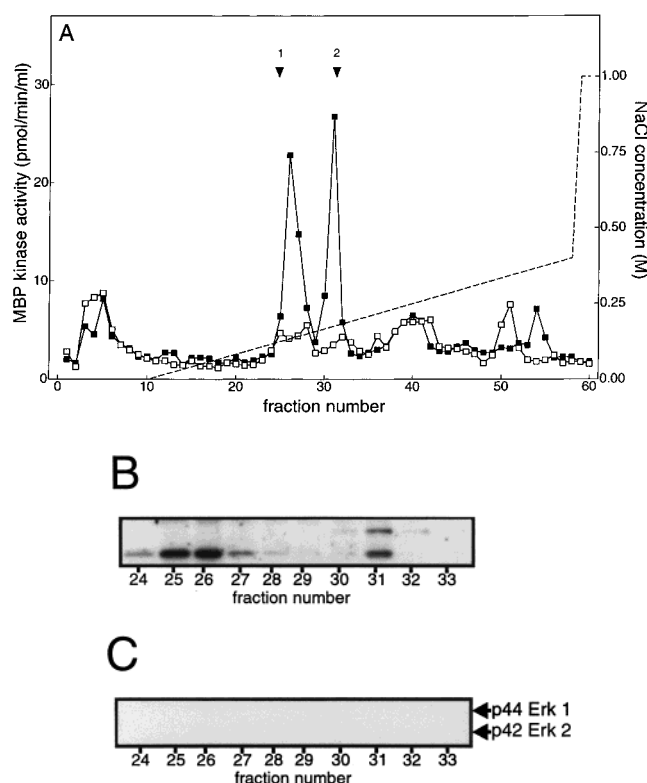 A
1 2
MBP kinase activity (pmol/min/ml)
30
20
10
0
1.00
0.75
0.50
0.25
0.00
NaCl concentration (M)
0 10 20 30 40 50 60
fraction number
B
24 25 26 27 28 29 30 31 32 33
fraction number
C
p44 Erk 1
p42 Erk 2
24 25 26 27 28 29 30 31 32 33
fraction number